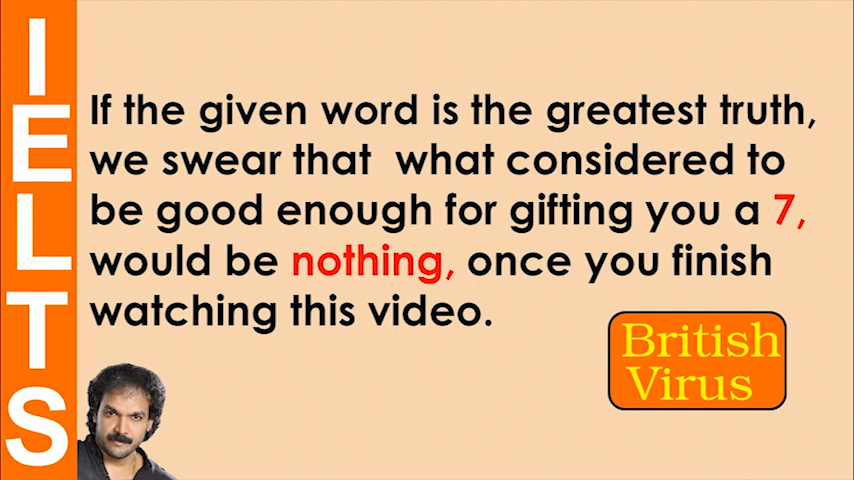 IELTS
If the given word is the greatest truth,
we swear that  what considered to
be good enough for gifting you a 7,
would be nothing, once you finish
watching this video.
British
Virus